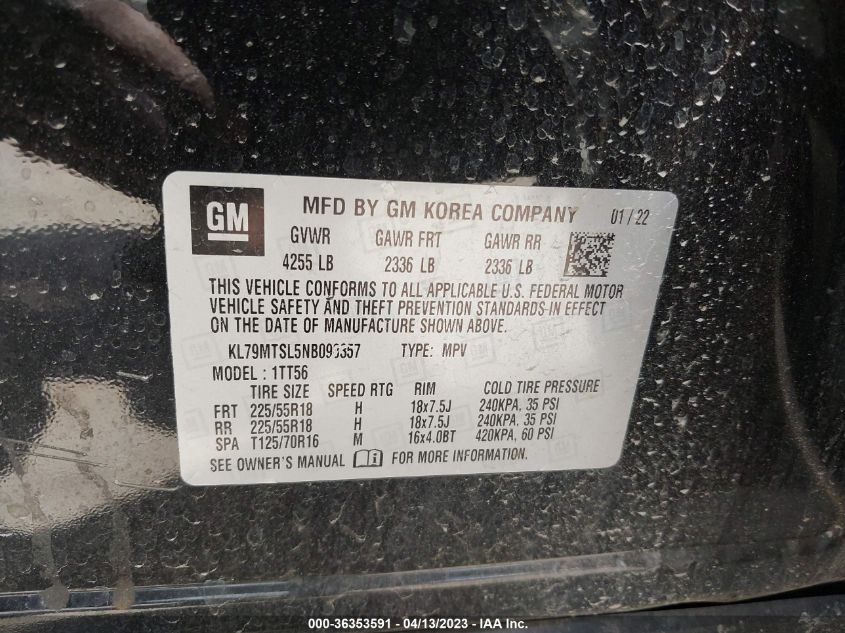 GM MFD BY GM KOREA COMPANY 01/22
GVWR GAWR FRT GAWR RR
4255 LB 2336 LB 2336 LB
THIS VEHICLE CONFORMS TO ALL APPLICABLE U.S. FEDERAL MOTOR
VEHICLE SAFETY AND THEFT PREVENTION STANDARDS IN EFFECT
ON THE DATE OF MANUFACTURE SHOWN ABOVE.
TYPE: MPV
MODEL: 1TT56
TIRE SIZE SPEED RTG RIM COLD TIRE PRESSURE
FRT 225/55R18 H 18x7.5J 240KPA, 35 PSI
RR 225/55R18 H 18x7.5J 240KPA, 35 PSI
SPA T125/70R16 M 16x4.0BT 420KPA, 60 PSI
SEE OWNER'S MANUAL FOR MORE INFORMATION.
000-36353591 - 04/13/2023 - IAA Inc.